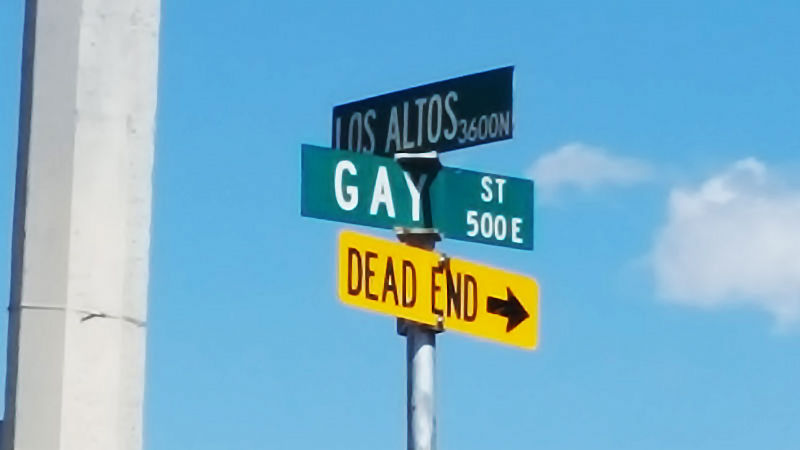 LOS ALTOS 3600N
GAY ST
500 E
DEAD END